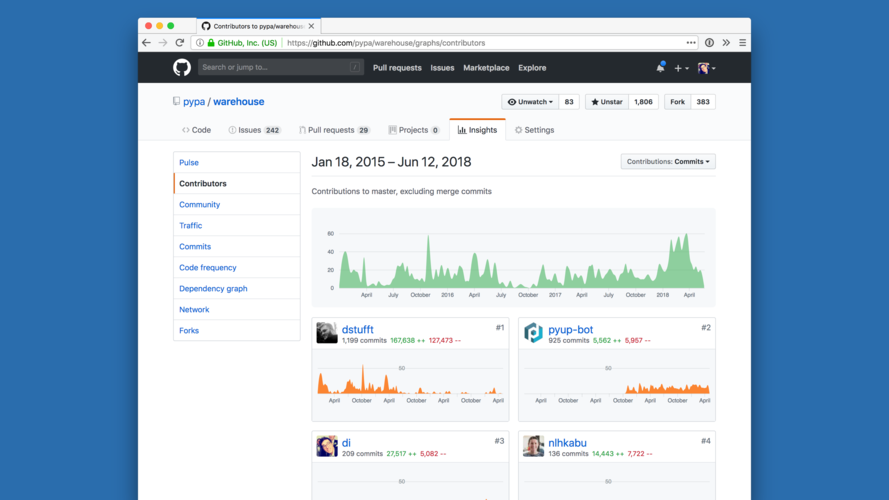 Contributors to pypa/warehouse
GitHub, Inc. (US) https://github.com/pypa/warehouse/graphs/contributors
Search or jump to... / Pull requests Issues Marketplace Explore
pypa / warehouse Unwatch 83 Unstar 1,806 Fork 383
Code Issues 242 Pull requests 29 Projects 0 Insights Settings
Pulse
Contributors
Community
Traffic
Commits
Code frequency
Dependency graph
Network
Forks
Jan 18, 2015 – Jun 12, 2018 Contributions: Commits
Contributions to master, excluding merge commits
60
40
20
0
April July October 2016 April July October 2017 April July October 2018 April
dstufft #1
1,199 commits 167,638 ++ 127,473 --
50
April October April October April October April
pyup-bot #2
925 commits 5,562 ++ 5,957 --
50
April October April October April October April
di #3
209 commits 27,517 ++ 5,082 --
50
nlhkabu #4
136 commits 14,443 ++ 7,722 --
50